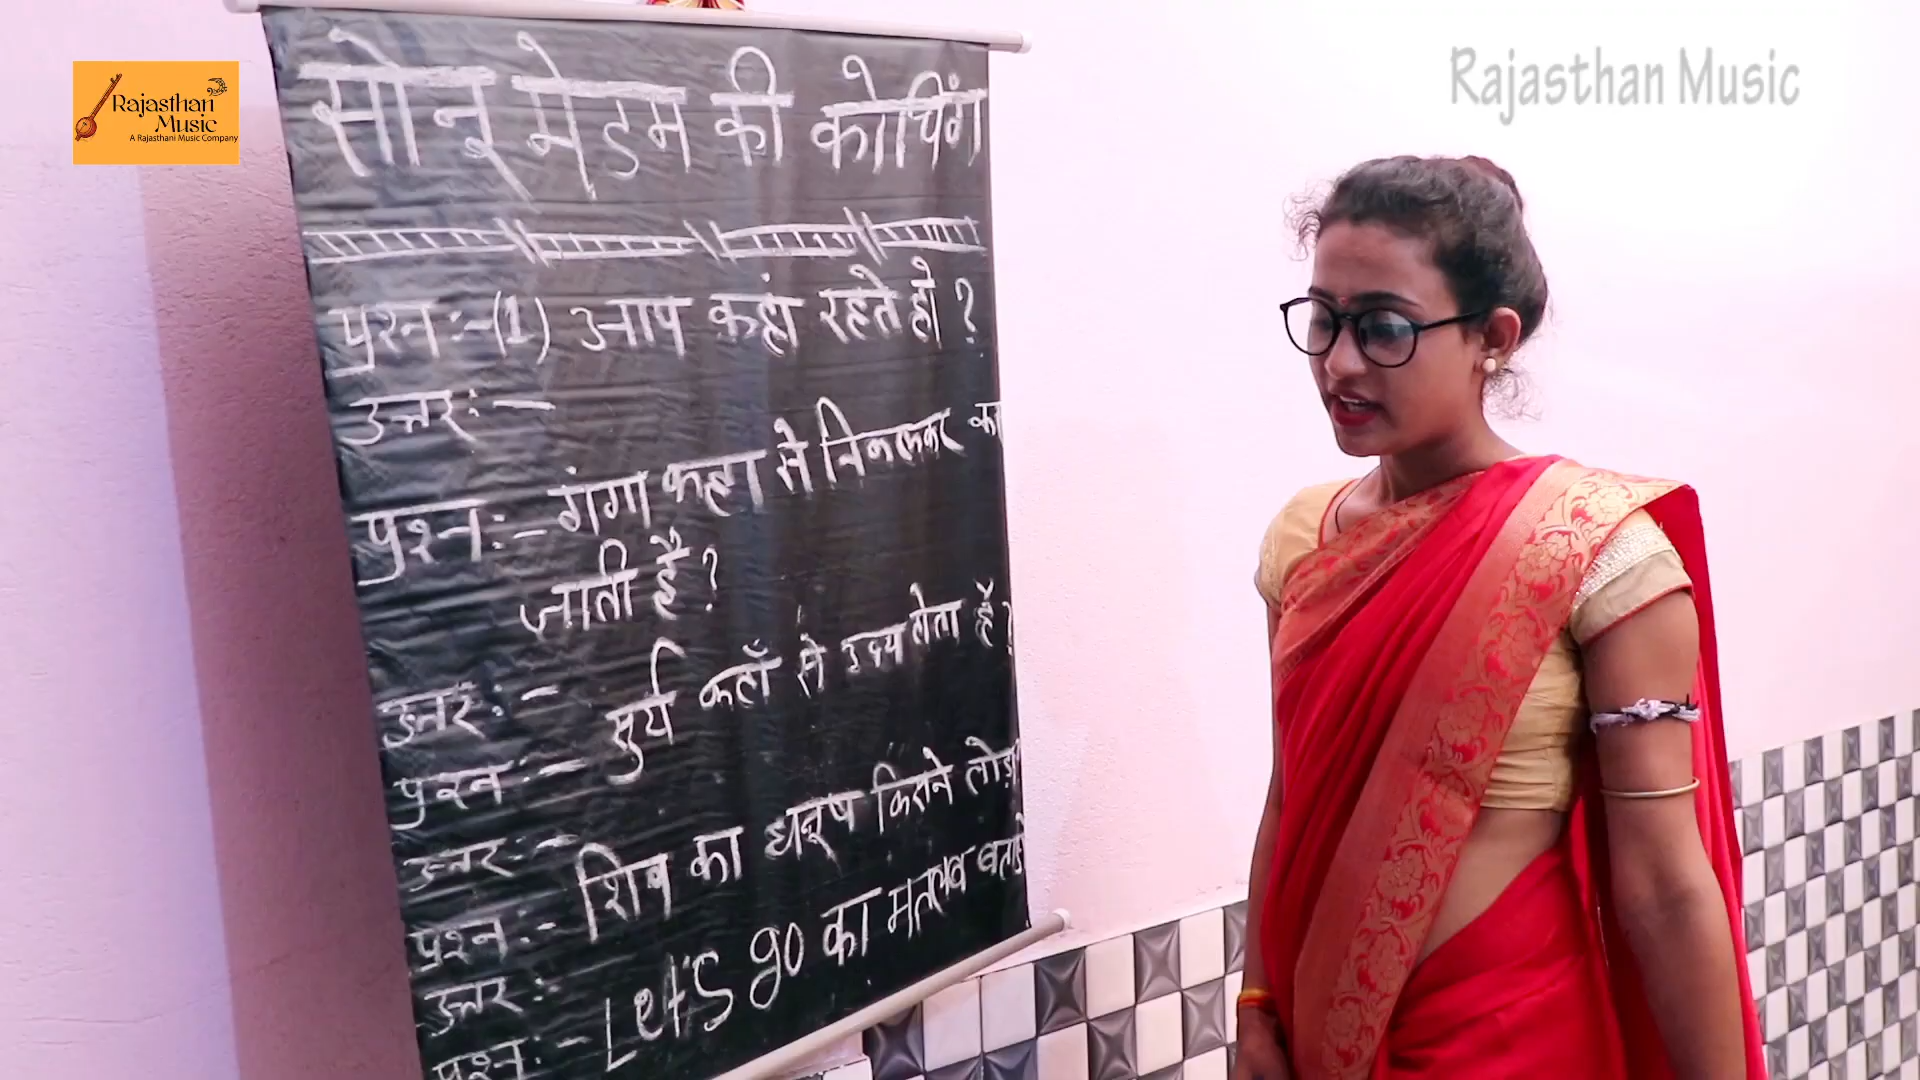 Rajasthan
Music
A Rajasthani Music Company
Rajasthan Music
सोनू मेडम की कोचिंग
प्रश्न:-(1) आप कहां रहते हो ?
उत्तर:-
प्रश्न:- गंगा कहा से निकलकर
जाती है ?
उत्तर:-
प्रश्न:- सुर्य कहाँ से उदय होता है ?
उत्तर:-
प्रश्न:- शिव का धनूष किसने तोड़ा
उत्तर:-
प्रश्न:- Let's go का मतलब